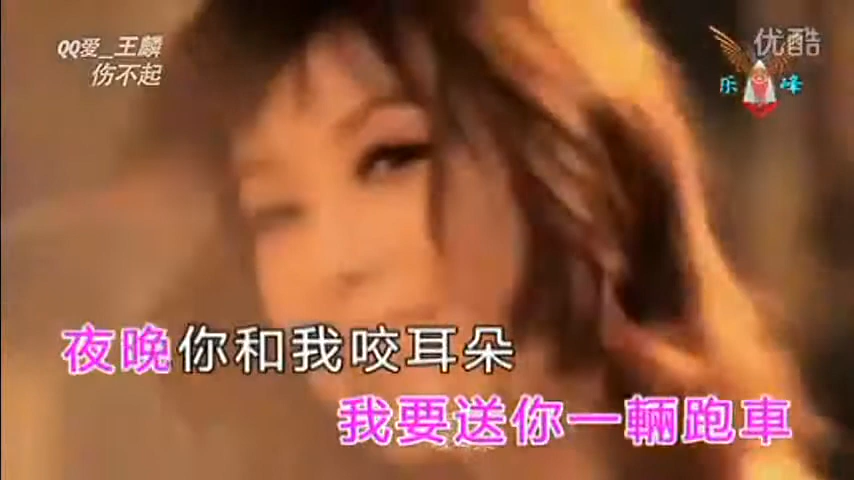 QQ爱_王麟
伤不起
优酷
乐峰
夜晚你和我咬耳朵
我要送你一輛跑車